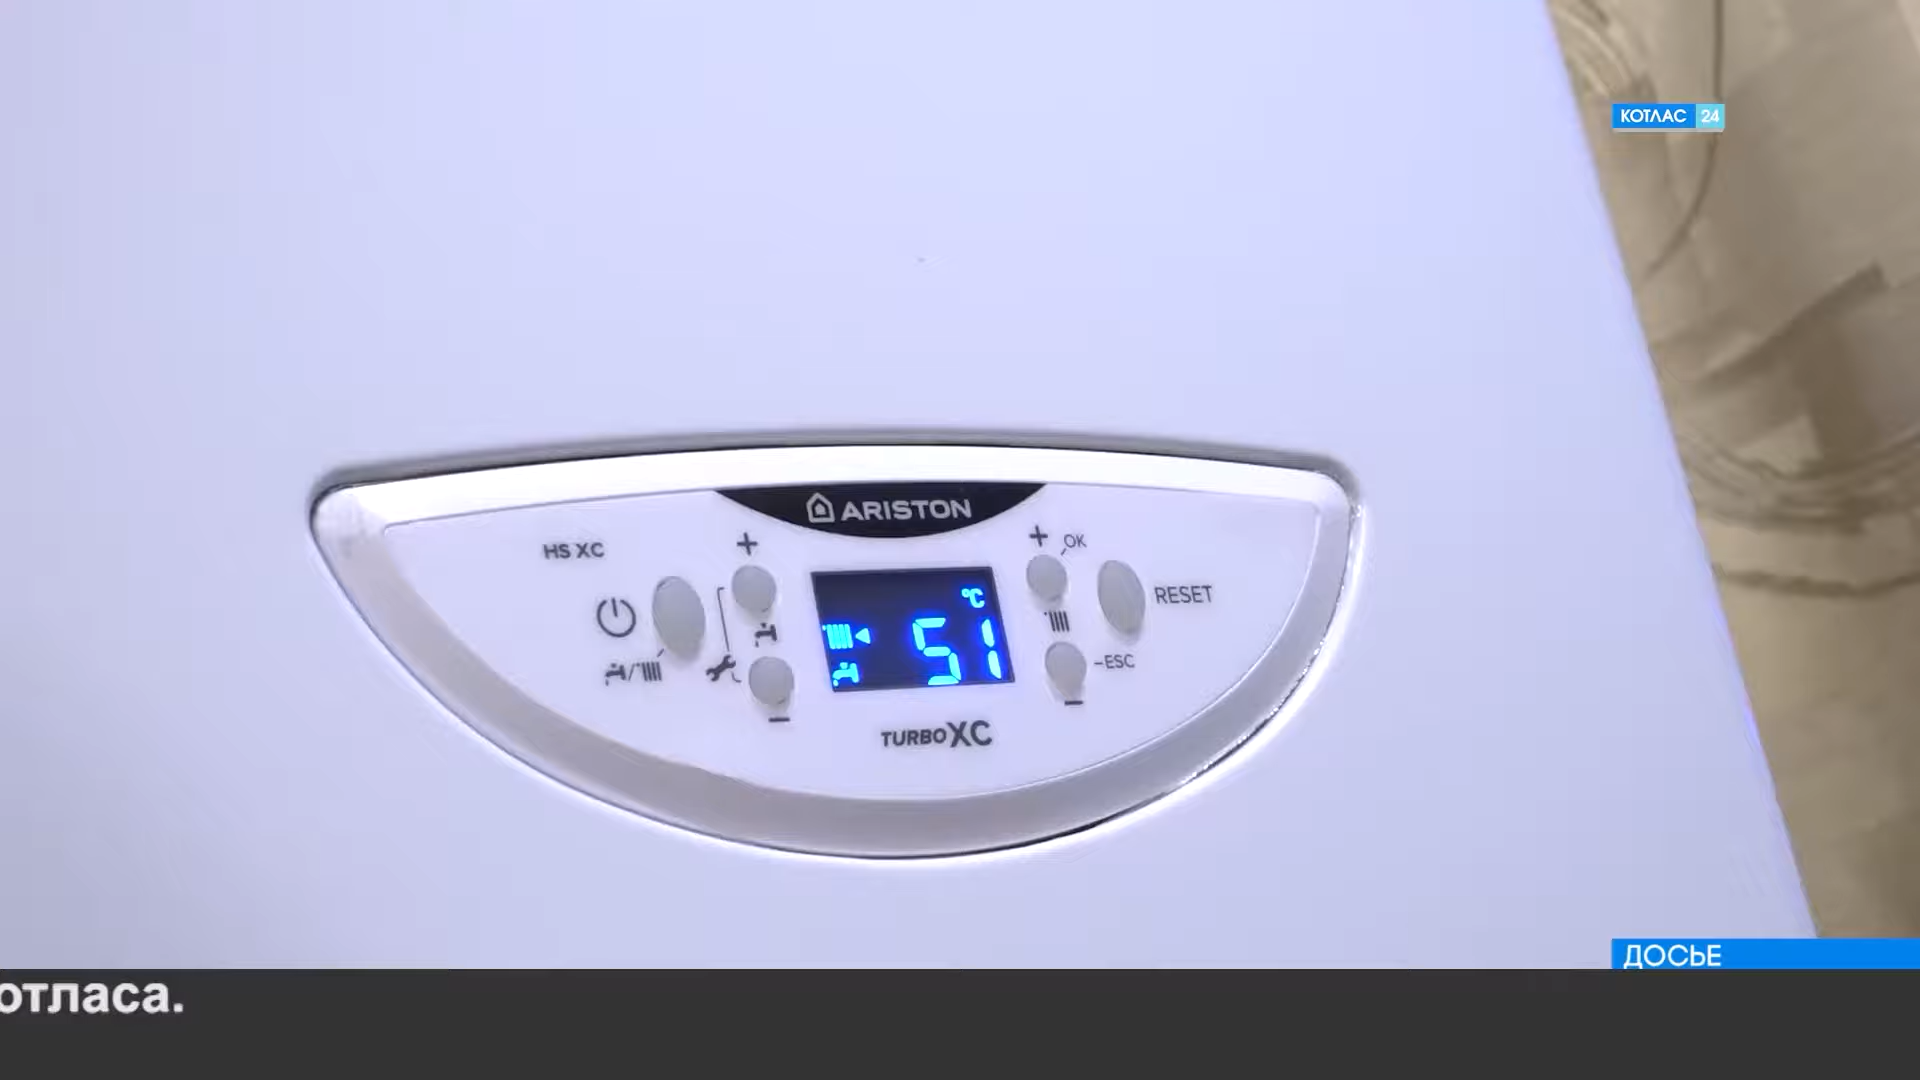 КОТЛАС 24
ARISTON
HS XC
+
+ OK
°C
RESET
51
-ESC
TURBO XC
ДОСЬЕ
отласа.